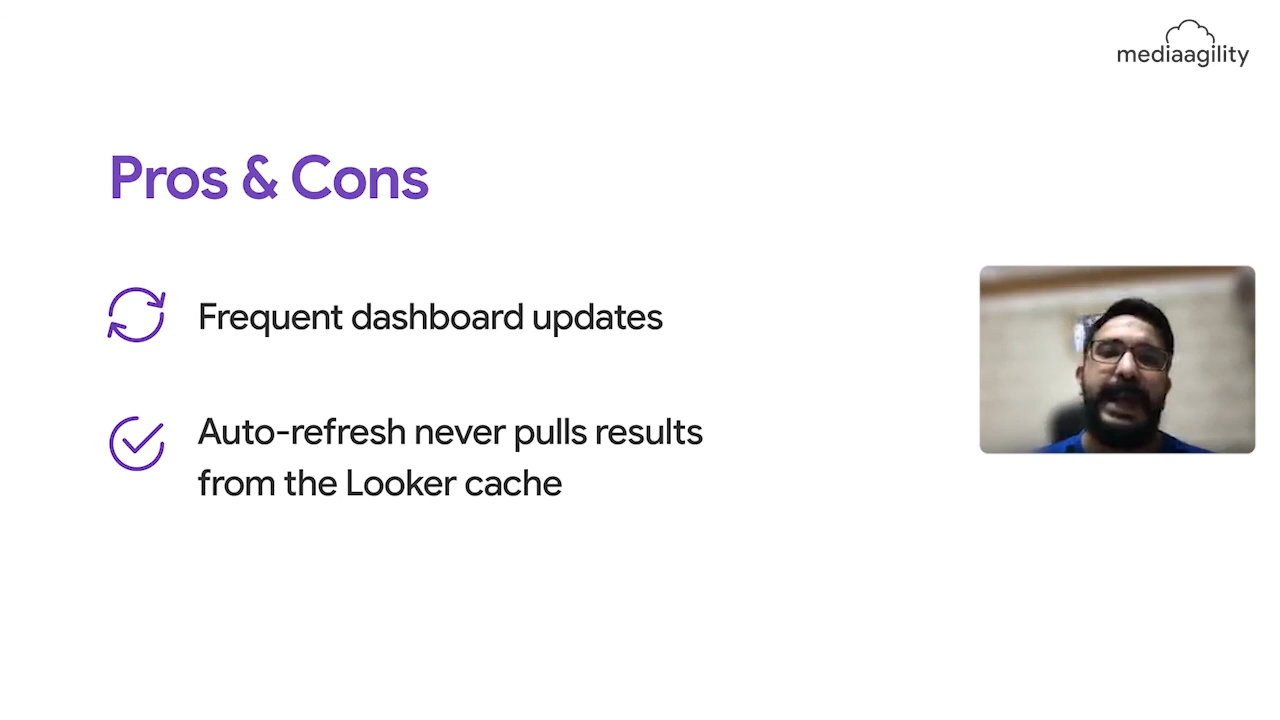 mediaagility
Pros & Cons
Frequent dashboard updates
Auto-refresh never pulls results
from the Looker cache